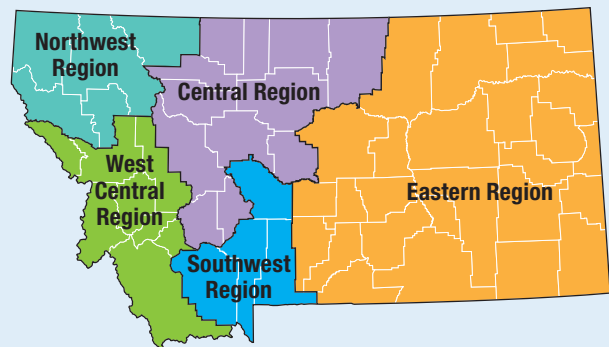 Northwest
Region
Central Region
West
Central
Region
Eastern Region
Southwest
Region